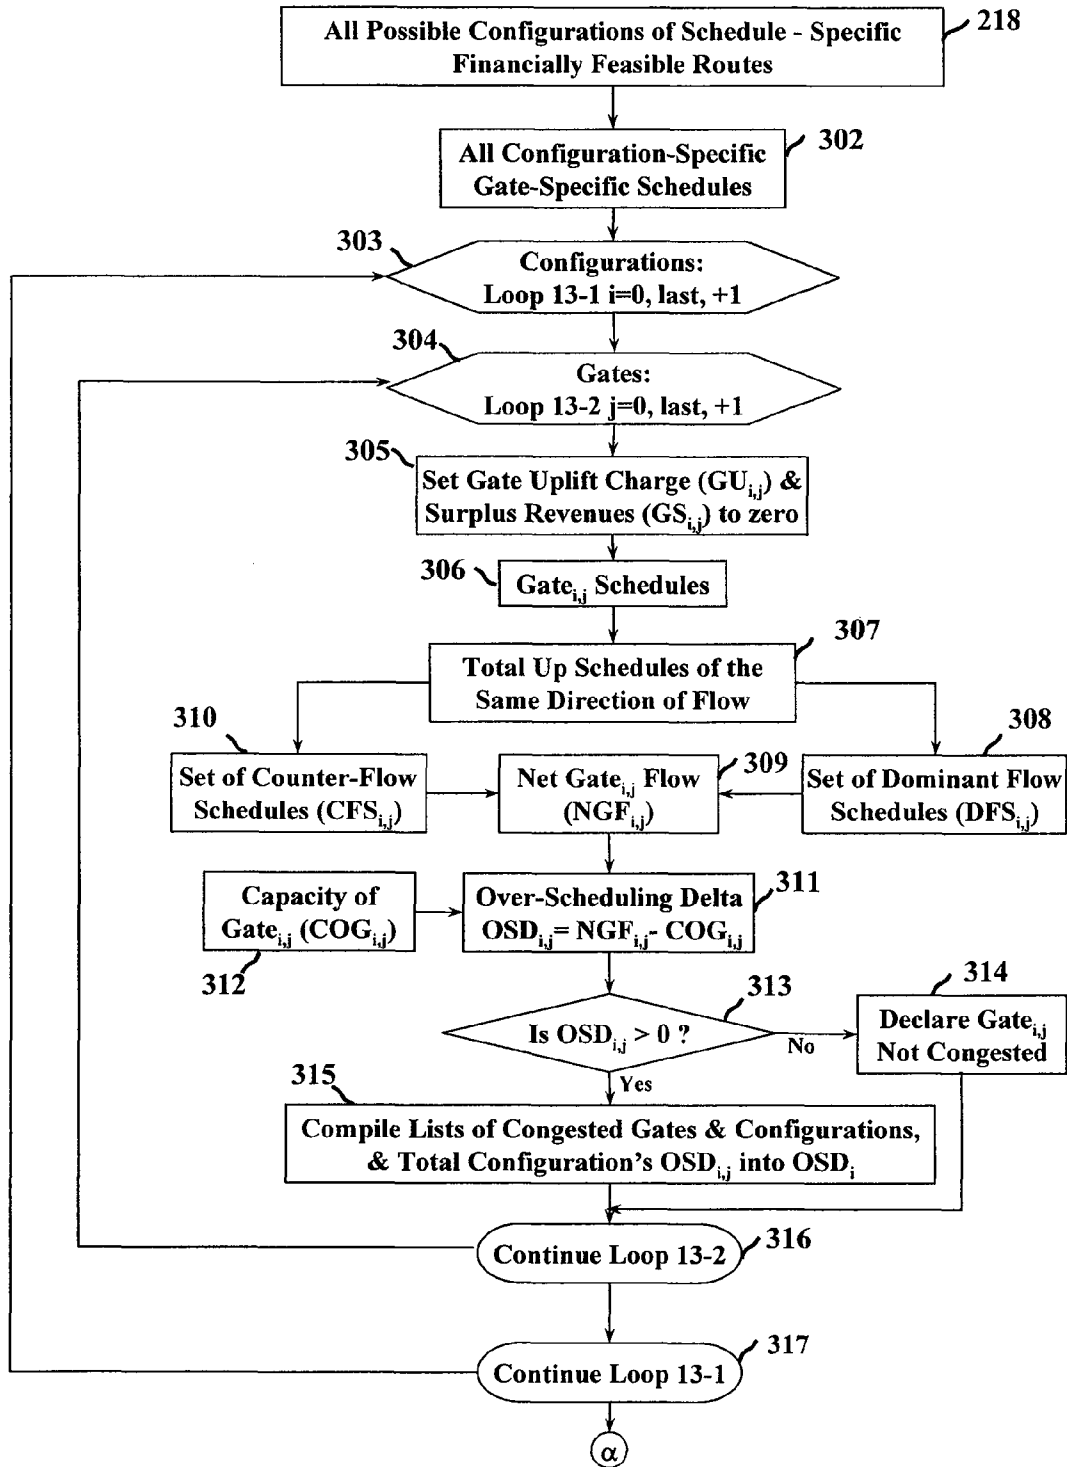 All Possible Configurations of Schedule - Specific
Financially Feasible Routes
218
All Configuration-Specific
Gate-Specific Schedules
302
303
Configurations:
Loop 13-1 i=0, last, +1
304
Gates:
Loop 13-2 j=0, last, +1
305
Set Gate Uplift Charge (GUi,j) &
Surplus Revenues (GSi,j) to zero
306
Gatei,j Schedules
307
Total Up Schedules of the
Same Direction of Flow
310
Set of Counter-Flow
Schedules (CFSi,j)
309
Net Gatei,j Flow
(NGFi,j)
308
Set of Dominant Flow
Schedules (DFSi,j)
Capacity of
Gatei,j (COGi,j)
312
311
Over-Scheduling Delta
OSDi,j= NGFi,j- COGi,j
313
Is OSDi,j > 0 ?
No
Yes
314
Declare Gatei,j
Not Congested
315
Compile Lists of Congested Gates & Configurations,
& Total Configuration's OSDi,j into OSDi
Continue Loop 13-2
316
Continue Loop 13-1
317
α